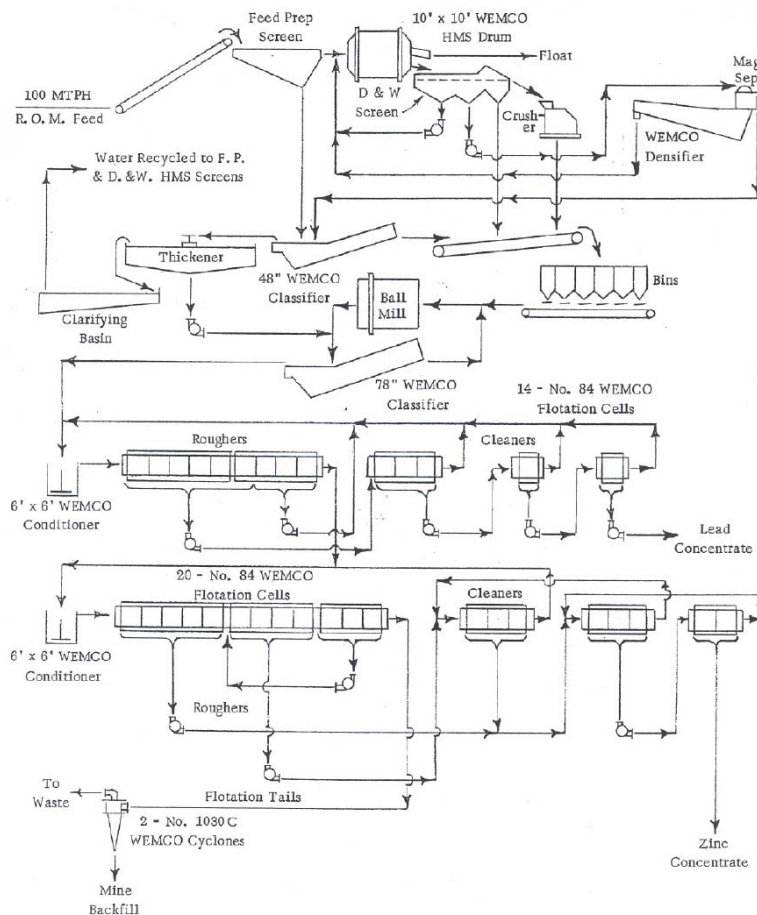 Feed Prep
Screen
10' x 10' WEMCO
HMS Drum
Float
100 MTPH
R. O. M. Feed
D & W
Screen
Crush
er
Mag
Sep
WEMCO
Densifier
Water Recycled to F. P.
& D. &W. HMS Screens
Thickener
48" WEMCO
Classifier
Bins
Ball
Mill
Clarifying
Basin
78" WEMCO
Classifier
14 - No. 84 WEMCO
Flotation Cells
Roughers
Cleaners
6' x 6' WEMCO
Conditioner
Lead
Concentrate
20 - No. 84 WEMCO
Flotation Cells
Cleaners
6' x 6' WEMCO
Conditioner
Roughers
To
Waste
Flotation Tails
2 - No. 1030C
WEMCO Cyclones
Zinc
Concentrate
Mine
Backfill